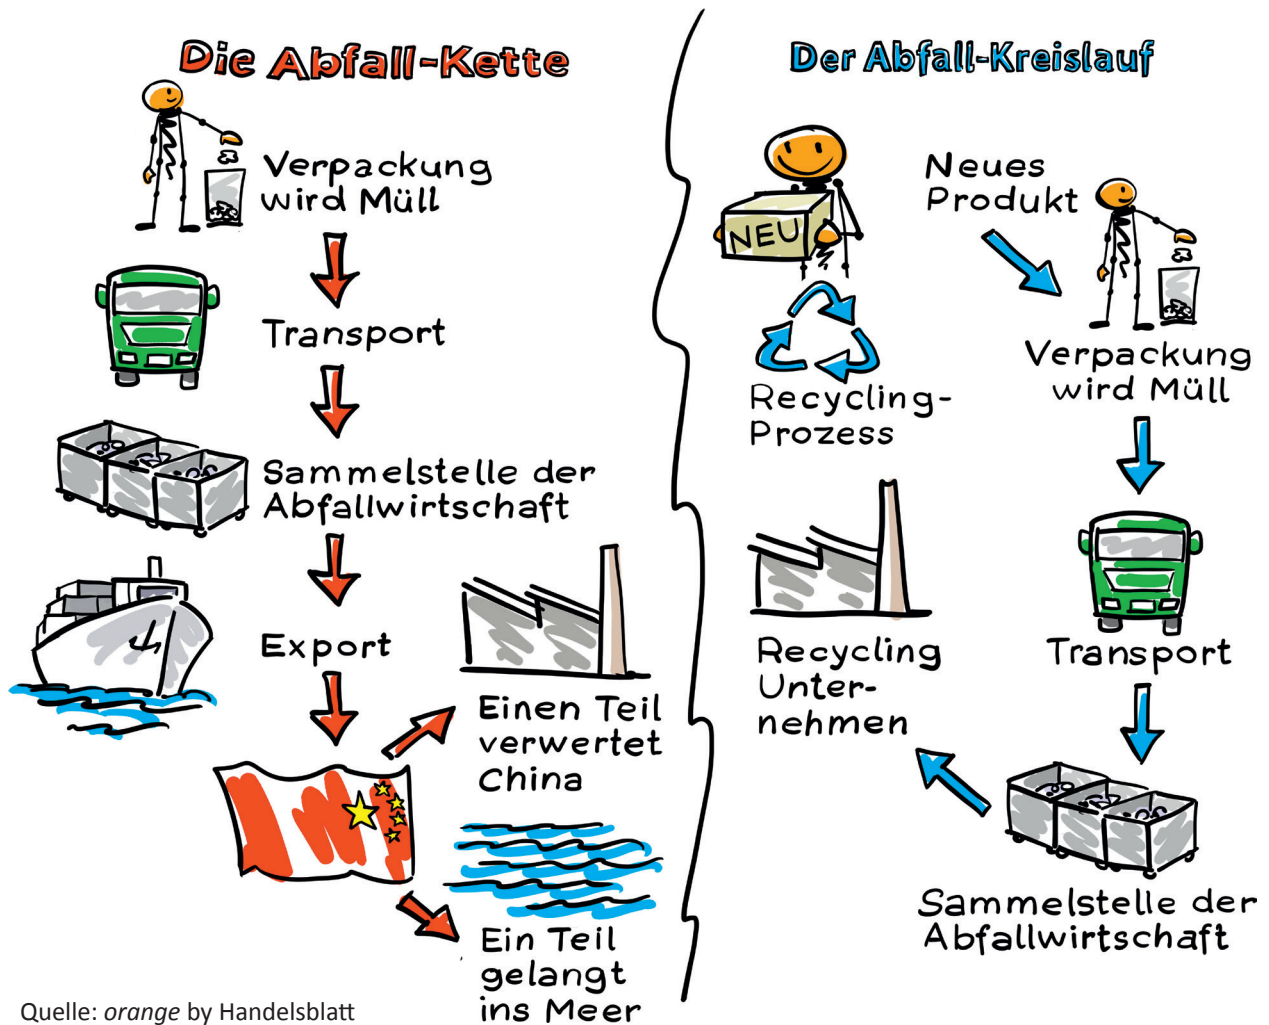 Die Abfall-Kette
Verpackung
wird Müll
Transport
Sammelstelle der
Abfallwirtschaft
Export
Einen Teil
verwertet
China
Ein Teil
gelangt
ins Meer
Quelle: orange by Handelsblatt
Der Abfall-Kreislauf
NEU
Neues
Produkt
Verpackung
wird Müll
Transport
Sammelstelle der
Abfallwirtschaft
Recycling
Unter-
nehmen
Recycling-
Prozess